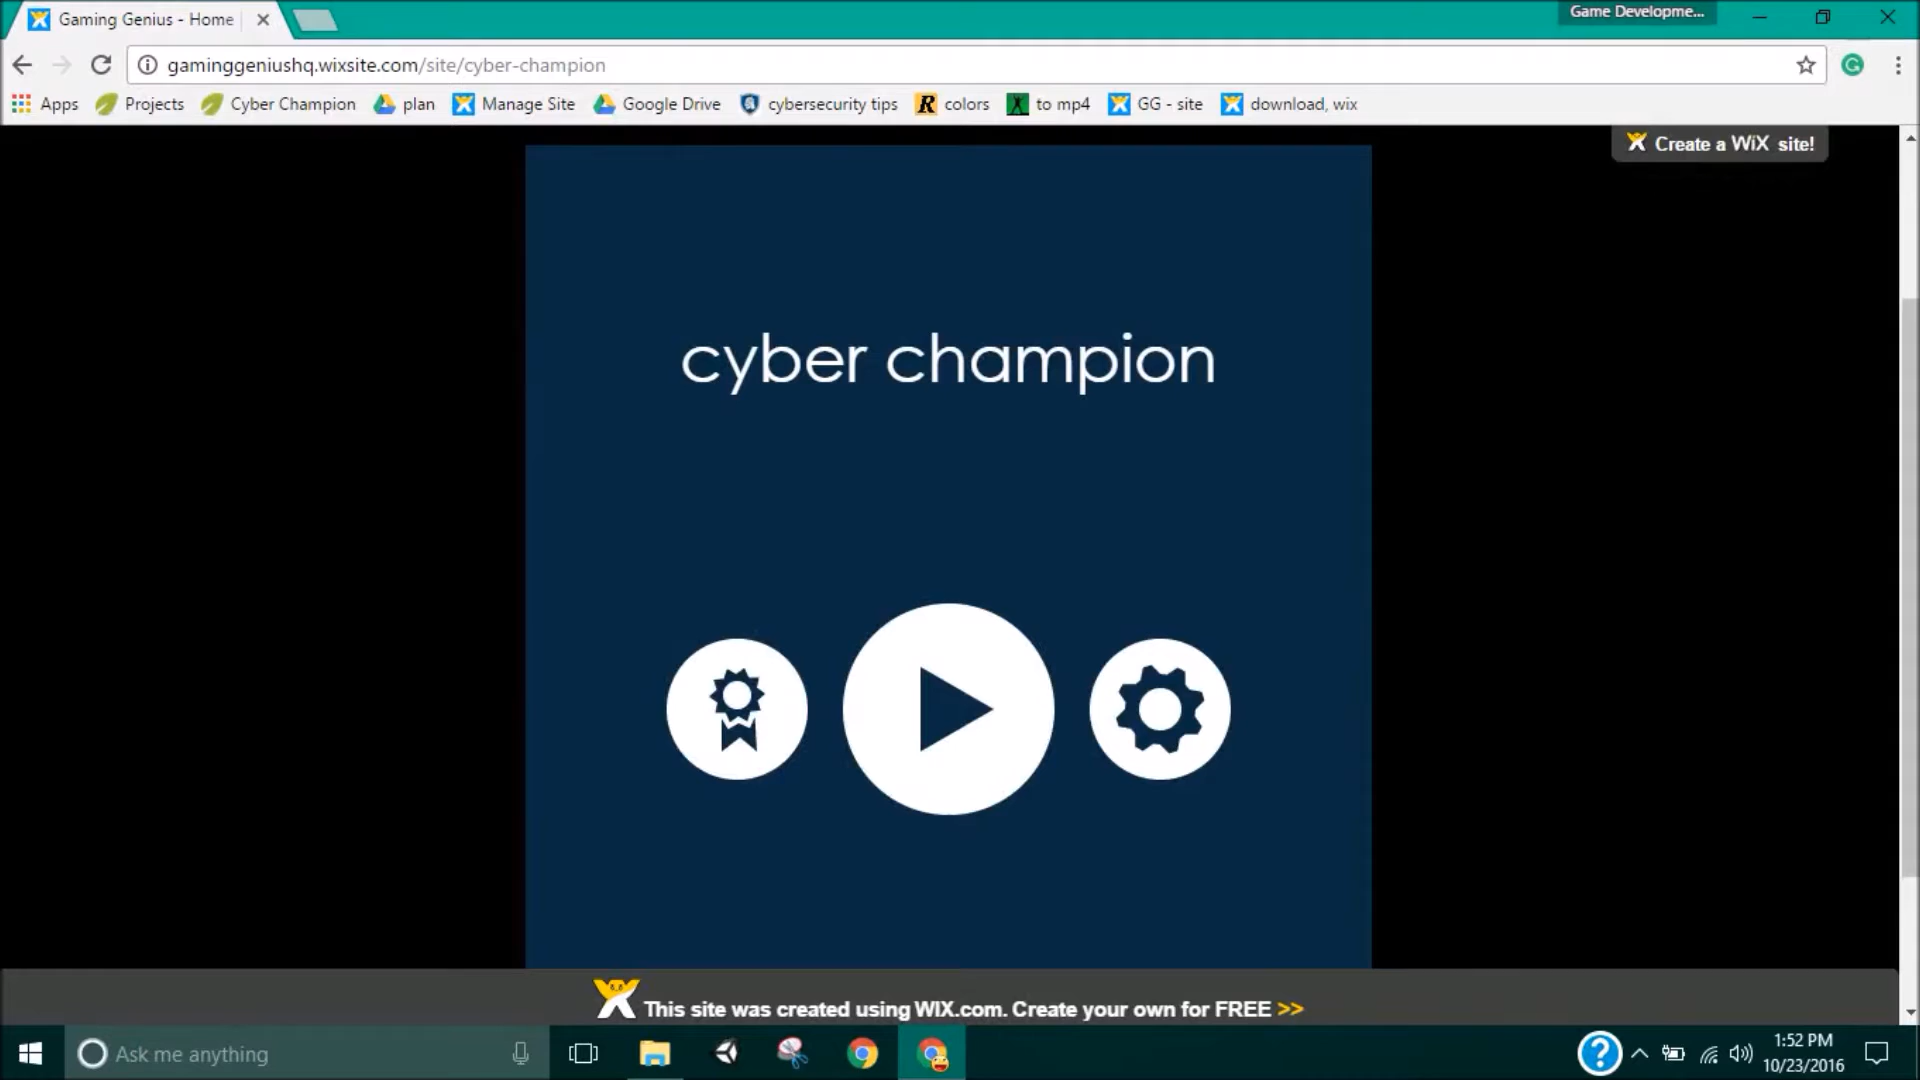 Gaming Genius - Home
Game Developme...
gaminggeniushq.wixsite.com/site/cyber-champion
Apps Projects Cyber Champion plan Manage Site Google Drive cybersecurity tips R colors to mp4 GG - site download, wix
Create a WiX site!
cyber champion
This site was created using WIX.com. Create your own for FREE >>
Ask me anything
1:52 PM
10/23/2016